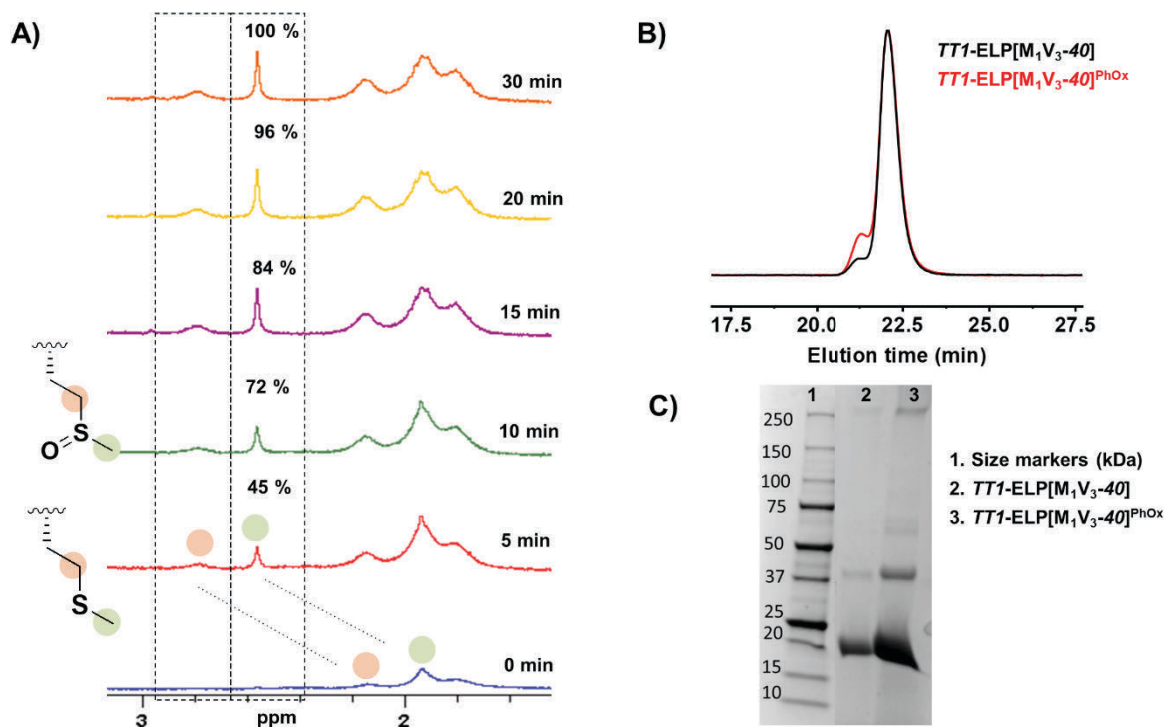 A)
100 %
30 min
96 %
20 min
84 %
15 min
72 %
10 min
45 %
5 min
0 min
O
S
S
3
ppm
2
B)
TT1-ELP[M₁V₃-40]
TT1-ELP[M₁V₃-40]ᴾʰᴼˣ
17.5 20.0 22.5 25.0 27.5
Elution time (min)
C)
1 2 3
250
150
100
75
50
37
25
20
15
10
1. Size markers (kDa)
2. TT1-ELP[M₁V₃-40]
3. TT1-ELP[M₁V₃-40]ᴾʰᴼˣ